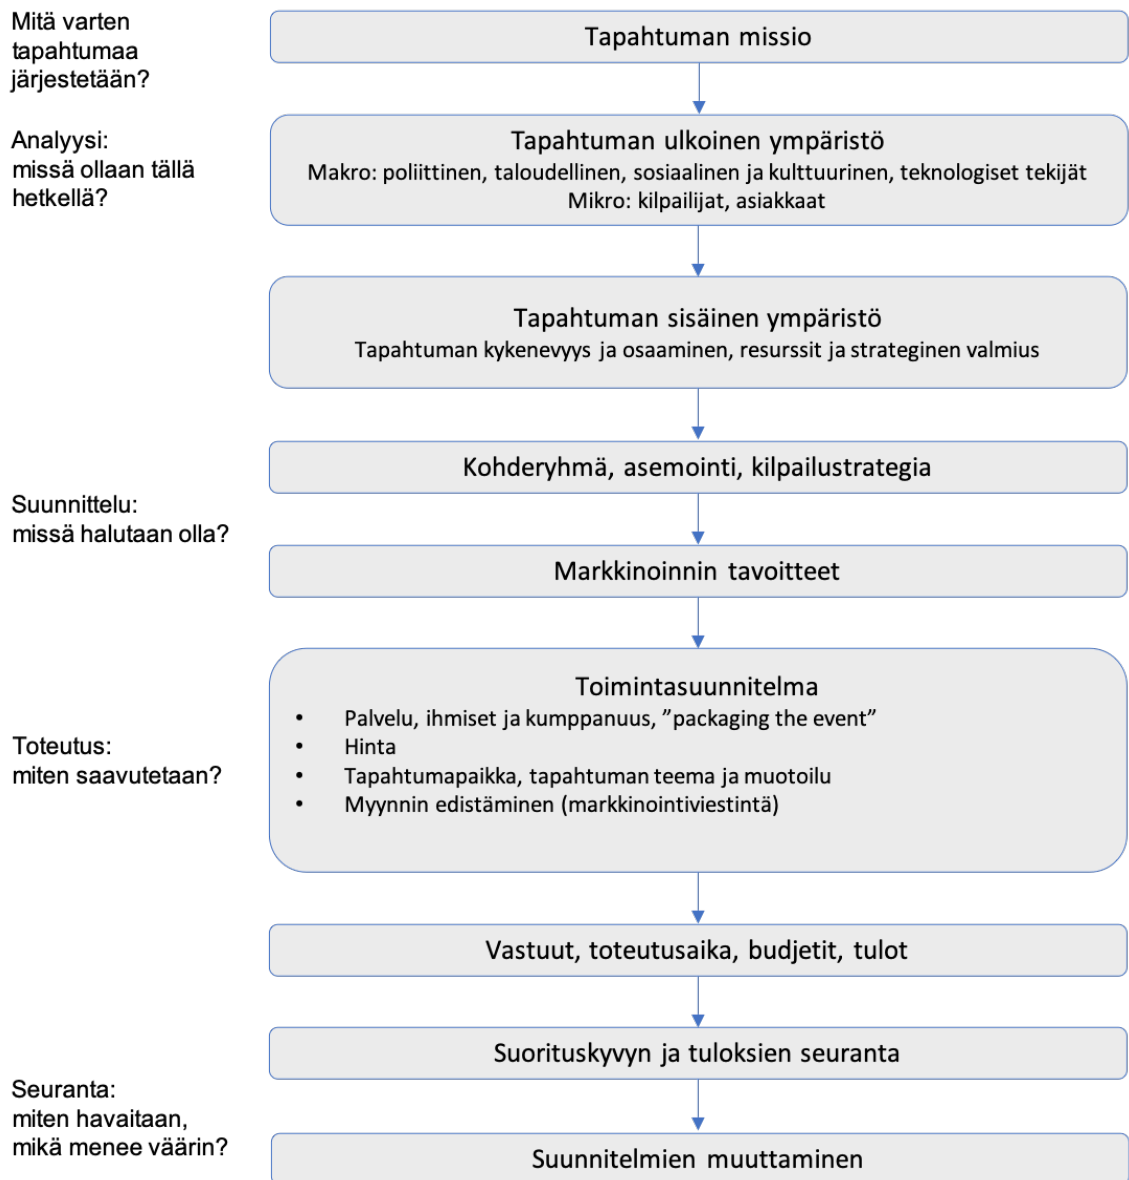 Mitä varten
tapahtumaa
järjestetään?
Tapahtuman missio
Analyysi:
missä ollaan tällä
hetkellä?
Tapahtuman ulkoinen ympäristö
Makro: poliittinen, taloudellinen, sosiaalinen ja kulttuurinen, teknologiset tekijät
Mikro: kilpailijat, asiakkaat
Tapahtuman sisäinen ympäristö
Tapahtuman kykenevyys ja osaaminen, resurssit ja strateginen valmius
Kohderyhmä, asemointi, kilpailustrategia
Suunnittelu:
missä halutaan olla?
Markkinoinnin tavoitteet
Toteutus:
miten saavutetaan?
Toimintasuunnitelma
• Palvelu, ihmiset ja kumppanuus, ”packaging the event”
• Hinta
• Tapahtumapaikka, tapahtuman teema ja muotoilu
• Myynnin edistäminen (markkinointiviestintä)
Vastuut, toteutusaika, budjetit, tulot
Suorituskyvyn ja tuloksien seuranta
Seuranta:
miten havaitaan,
mikä menee väärin?
Suunnitelmien muuttaminen